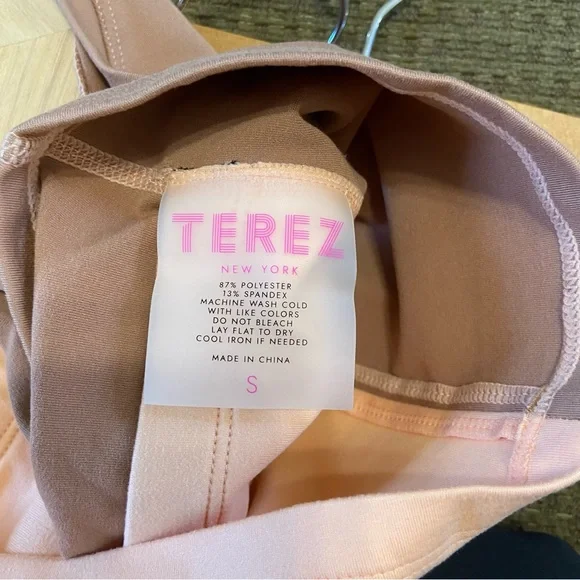 TEREZ
NEW YORK
87% POLYESTER
13% SPANDEX
MACHINE WASH COLD
WITH LIKE COLORS
DO NOT BLEACH
LAY FLAT TO DRY
COOL IRON IF NEEDED
MADE IN CHINA
S